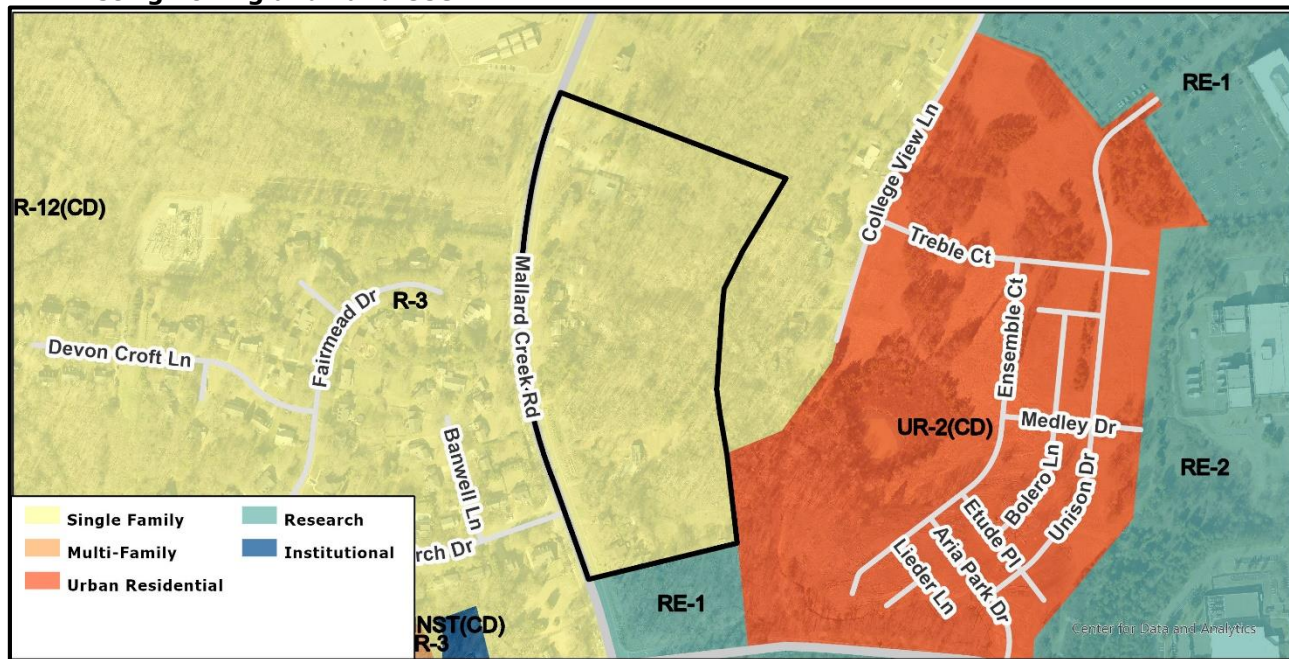 RE-1
College View Ln
R-12(CD)
Treble Ct
Mallard Creek Rd
Fairmead Dr
R-3
Ensemble Ct
Devon Croft Ln
UR-2(CD)
Medley Dr
Bolero Ln
Banwell Ln
Unison Dr
RE-2
Etude Pl
Aria Park Dr
Lieder Ln
rch Dr
RE-1
NST(CD)
R-3
Single Family
Research
Multi-Family
Institutional
Urban Residential
Center for Data and Analytics